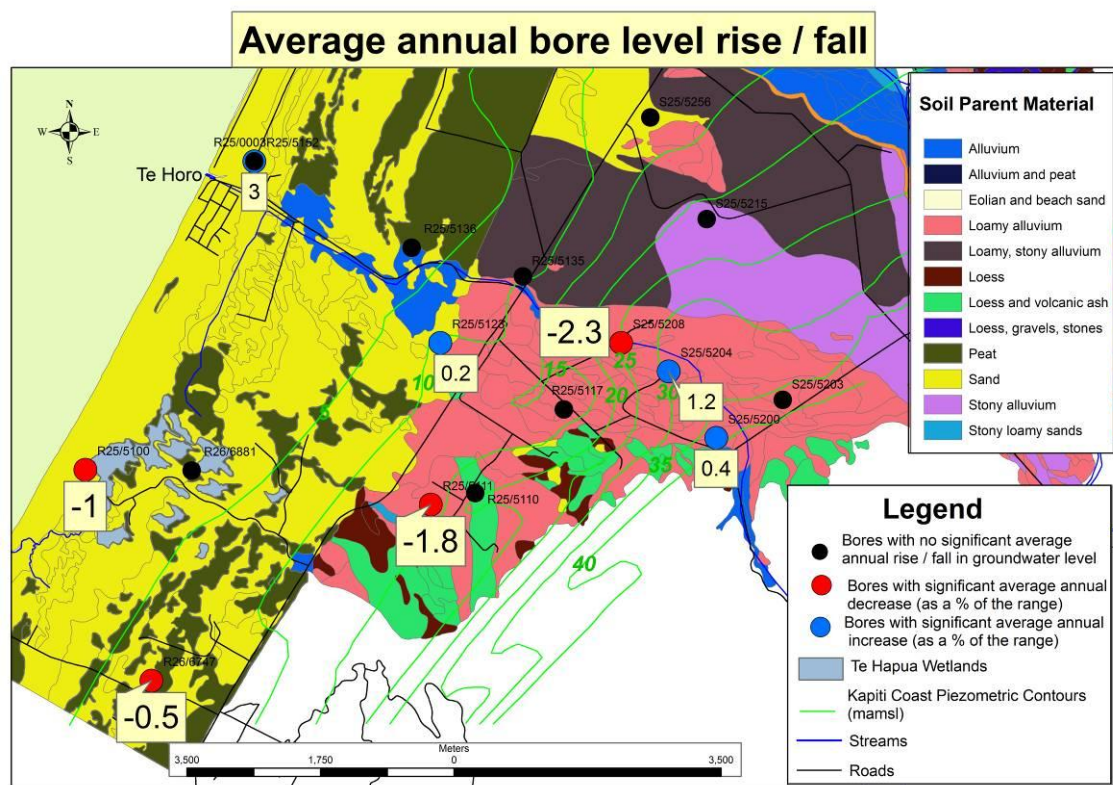 Average annual bore level rise / fall
N
W E
S
Te Horo
R25/0003R25/5152
3
S25/5256
S25/5215
R25/5136
R25/5135
R25/5123
0.2
-2.3
S25/5208
S25/5204
1.2
S25/5203
S25/5200
0.4
R25/5117
R25/5100
-1
R26/6881
R25/5111
R25/5110
-1.8
R26/6747
-0.5
5
10
15
20
25
30
35
40
Soil Parent Material
Alluvium
Alluvium and peat
Eolian and beach sand
Loamy alluvium
Loamy, stony alluvium
Loess
Loess and volcanic ash
Loess, gravels, stones
Peat
Sand
Stony alluvium
Stony loamy sands
Legend
Bores with no significant average
annual rise / fall in groundwater level
Bores with significant average annual
decrease (as a % of the range)
Bores with significant average annual
increase (as a % of the range)
Te Hapua Wetlands
Kapiti Coast Piezometric Contours
(mamsl)
Streams
Roads
Meters
3,500 1,750 0 3,500